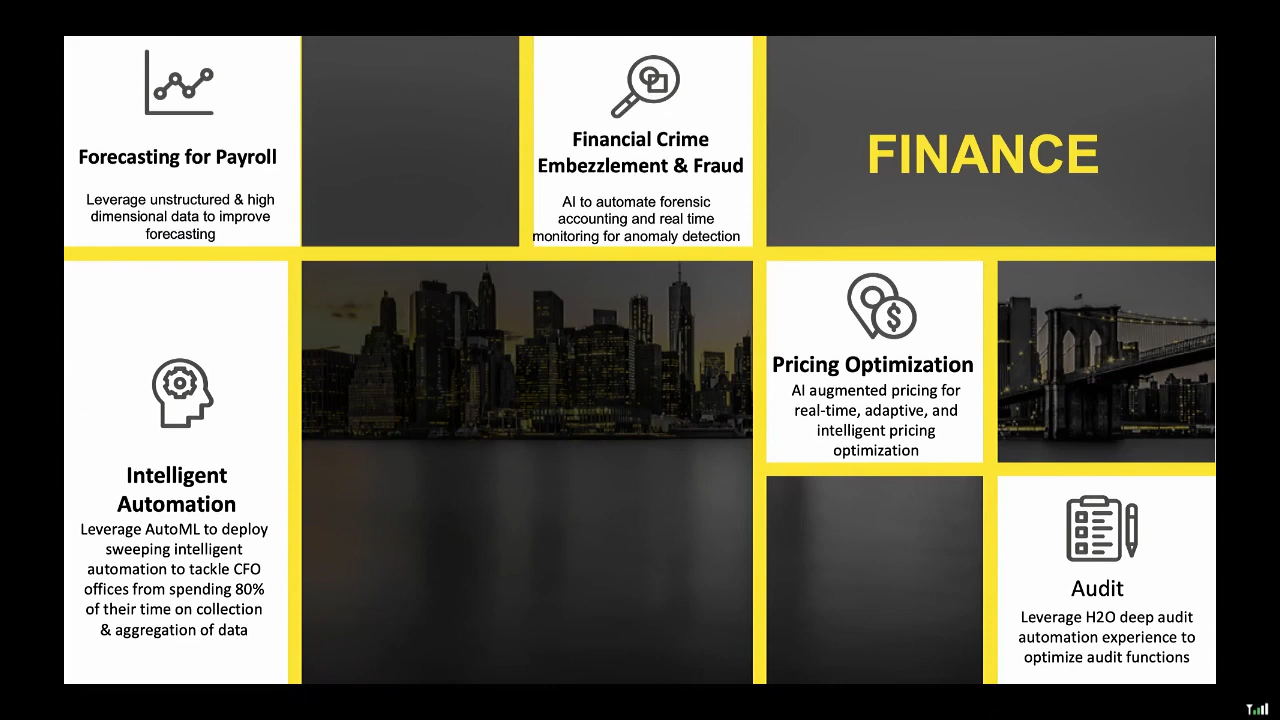 Forecasting for Payroll
Leverage unstructured & high
dimensional data to improve
forecasting
Financial Crime
Embezzlement & Fraud
AI to automate forensic
accounting and real time
monitoring for anomaly detection
FINANCE
Intelligent
Automation
Leverage AutoML to deploy
sweeping intelligent
automation to tackle CFO
offices from spending 80%
of their time on collection
& aggregation of data
$
Pricing Optimization
AI augmented pricing for
real-time, adaptive, and
intelligent pricing
optimization
Audit
Leverage H2O deep audit
automation experience to
optimize audit functions